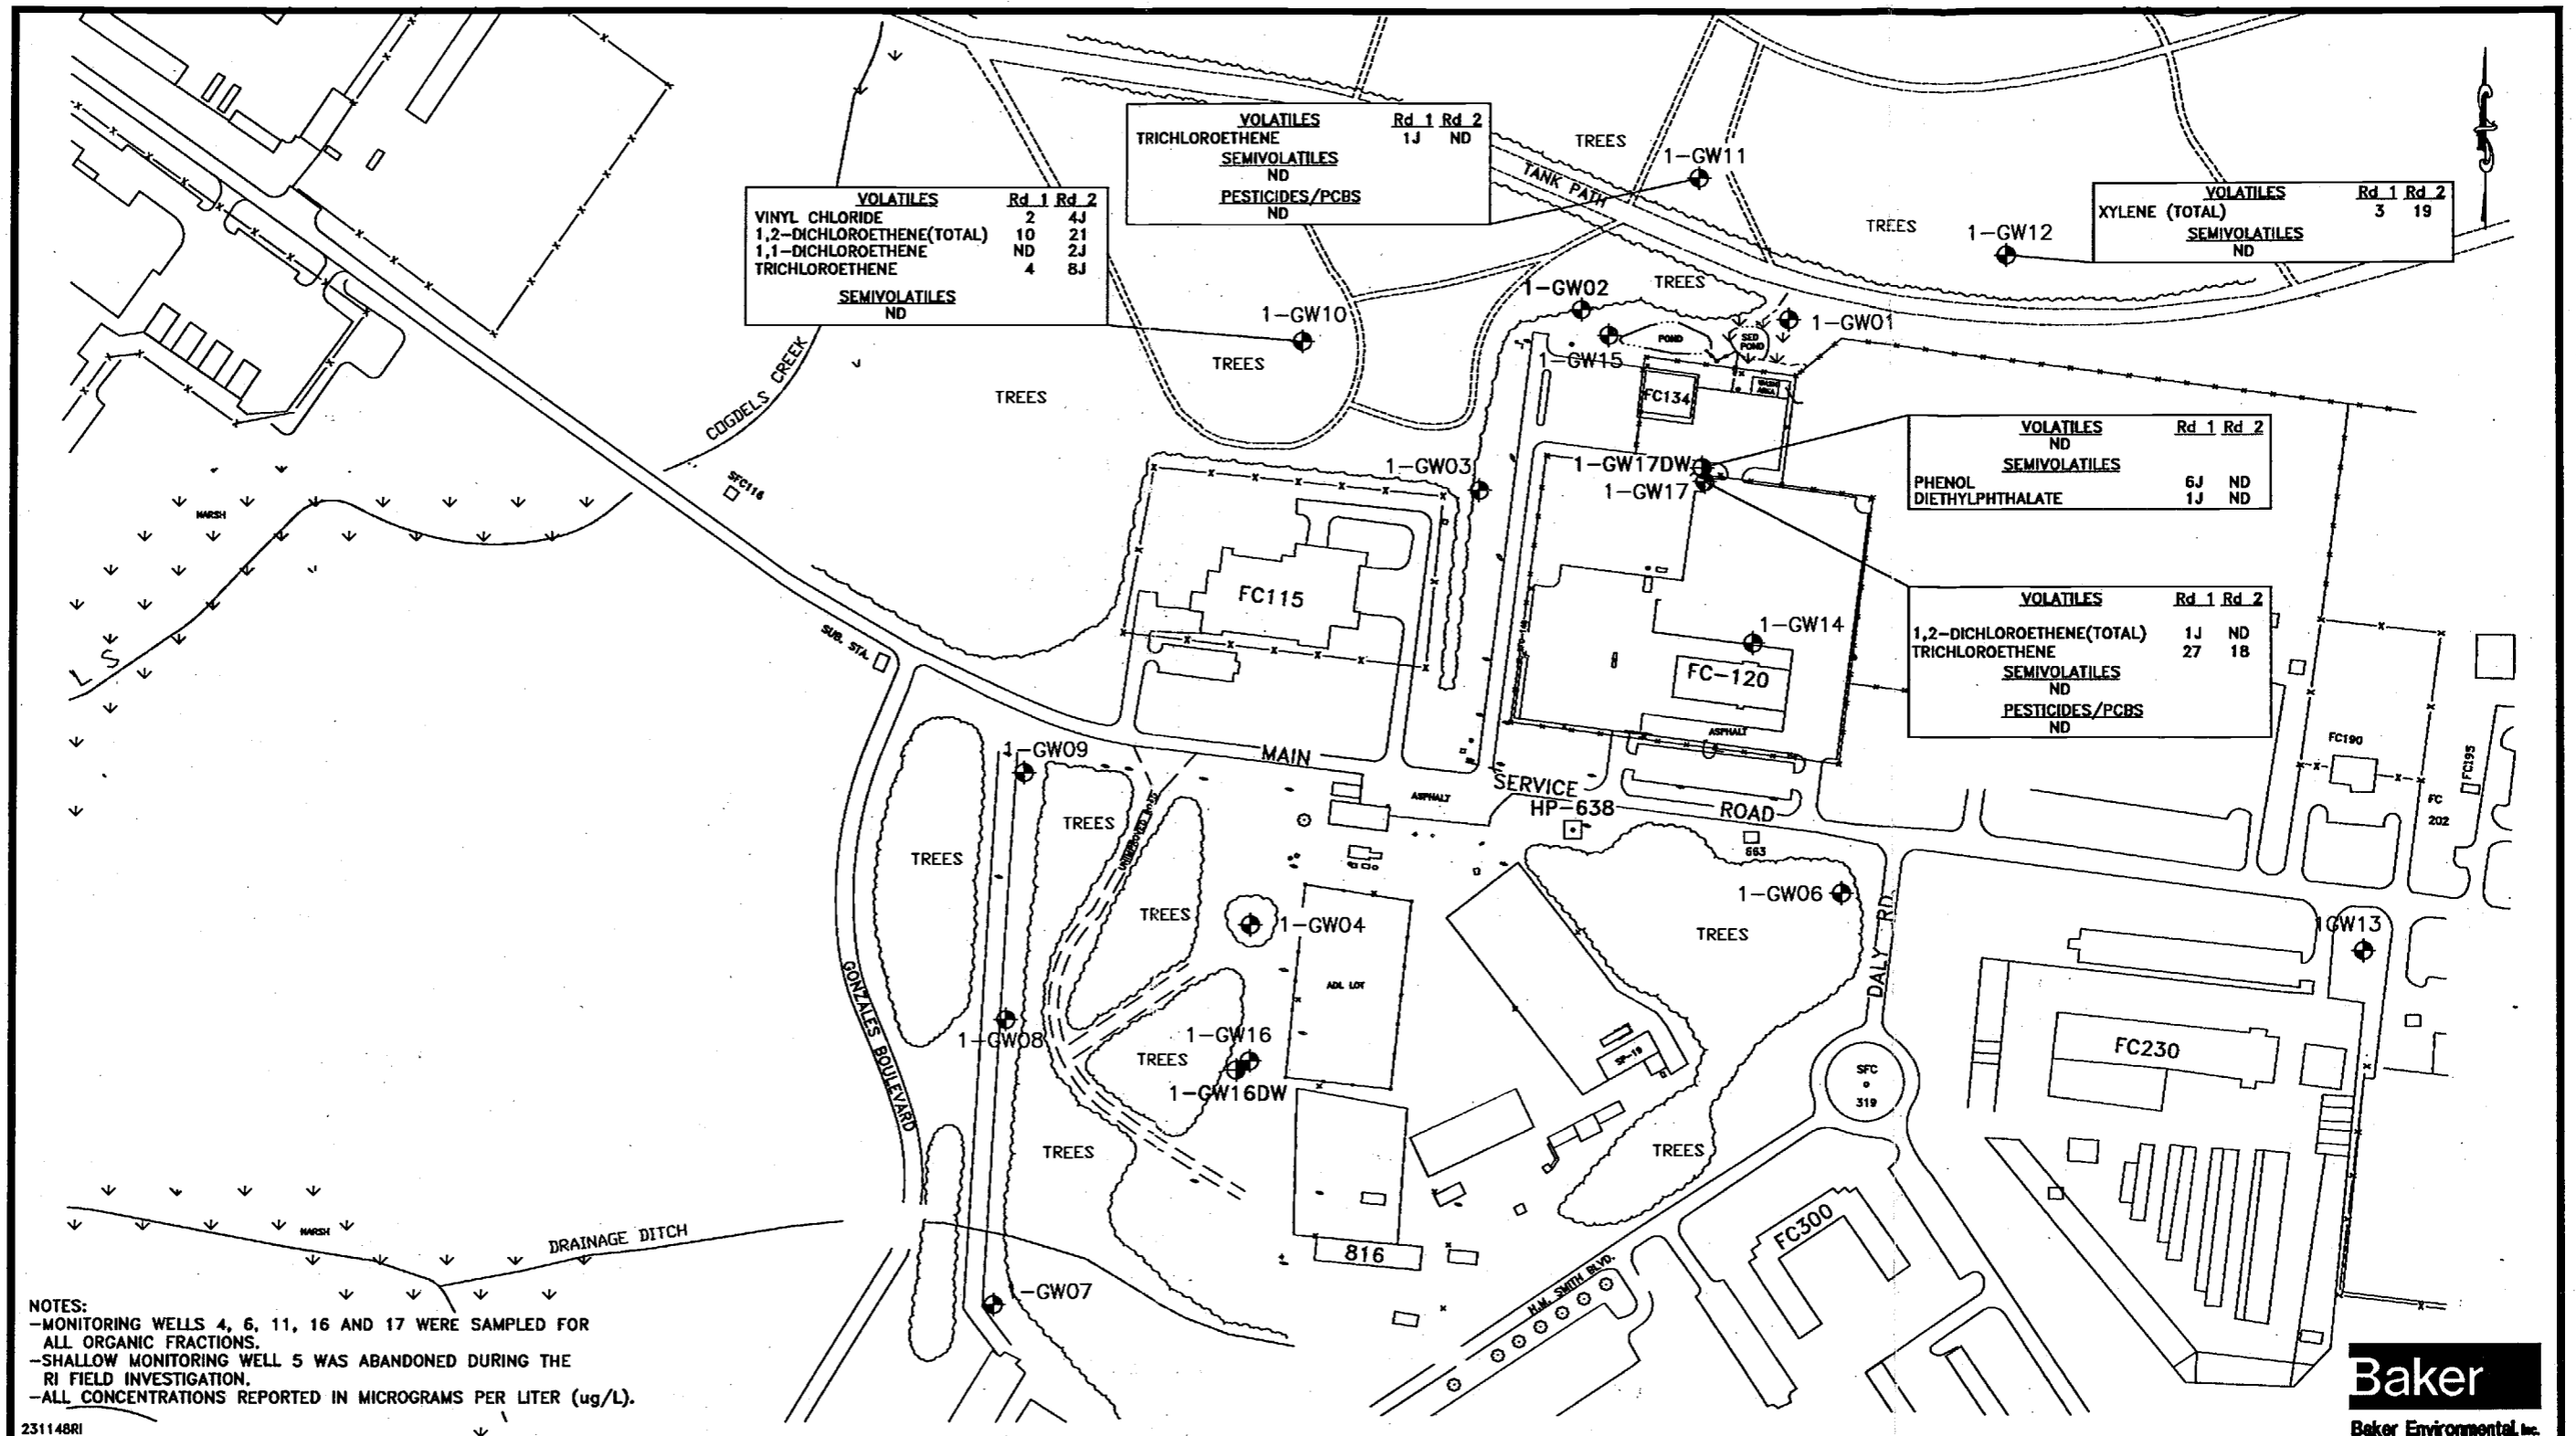 VOLATILES Rd 1 Rd 2
TRICHLOROETHENE 1J ND
SEMIVOLATILES
ND
PESTICIDES/PCBS
ND
VOLATILES Rd 1 Rd 2
VINYL CHLORIDE 2 4J
1,2-DICHLOROETHENE(TOTAL) 10 21
1,1-DICHLOROETHENE ND 2J
TRICHLOROETHENE 4 8J
SEMIVOLATILES
ND
VOLATILES Rd 1 Rd 2
XYLENE (TOTAL) 3 19
SEMIVOLATILES
ND
TREES
1-GW11
TANK PATH
TREES
1-GW12
TREES
1-GW02
1-GW10
1-GW01
POND
SED
POND
1-GW15
TREES
TREES
COGDELS CREEK
WASH
AREA
FC134
VOLATILES Rd 1 Rd 2
ND
SEMIVOLATILES
PHENOL 6J ND
DIETHYLPHTHALATE 1J ND
1-GW03
1-GW17DW
1-GW17
SFC116
MARSH
FC115
VOLATILES Rd 1 Rd 2
1,2-DICHLOROETHENE(TOTAL) 1J ND
TRICHLOROETHENE 27 18
SEMIVOLATILES
ND
PESTICIDES/PCBS
ND
1-GW14
SUB. STA.
LS
FC-120
ASPHALT
FC190
FC195
FC
202
1-GW09
MAIN
SERVICE
ROAD
ASPHALT
HP-638
663
UNIMPROVED ROAD
TREES
TREES
TREES
1-GW04
1-GW06
TREES
DALY RD.
1GW13
ADL LOT
GONZALES BOULEVARD
1-GW08
1-GW16
TREES
1-GW16DW
SP-19
FC230
SFC
319
TREES
TREES
MARSH
DRAINAGE DITCH
816
FC300
H.M. SMITH BLVD.
-GW07
NOTES:
-MONITORING WELLS 4, 6, 11, 16 AND 17 WERE SAMPLED FOR
ALL ORGANIC FRACTIONS.
-SHALLOW MONITORING WELL 5 WAS ABANDONED DURING THE
RI FIELD INVESTIGATION.
-ALL CONCENTRATIONS REPORTED IN MICROGRAMS PER LITER (ug/L).
231148RI
Baker
Baker Environmental, Inc.